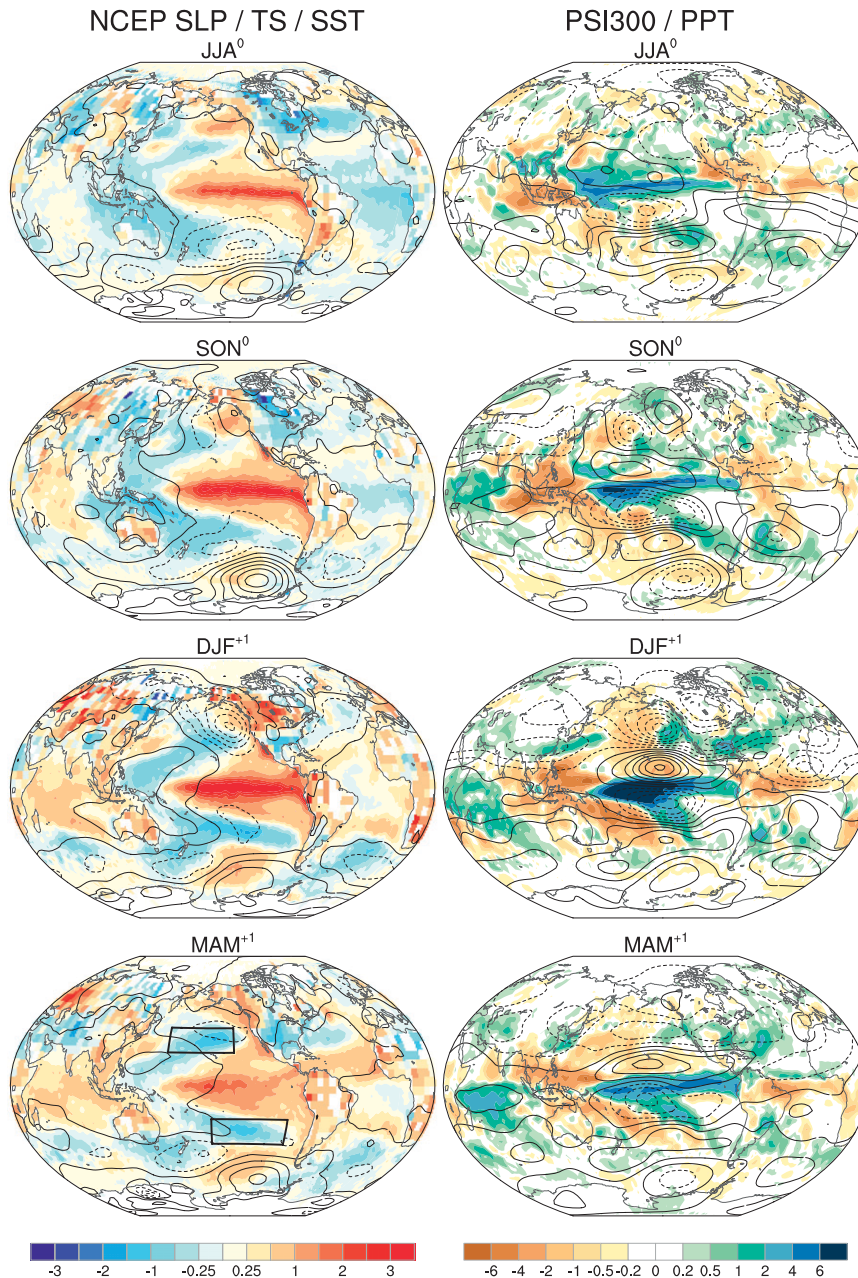 NCEP SLP / TS / SST PSI300 / PPT
JJA⁰ JJA⁰
SON⁰ SON⁰
DJF⁺¹ DJF⁺¹
MAM⁺¹ MAM⁺¹
-3 -2 -1 -0.25 0.25 1 2 3
-6 -4 -2 -1 -0.5 -0.2 0 0.2 0.5 1 2 4 6